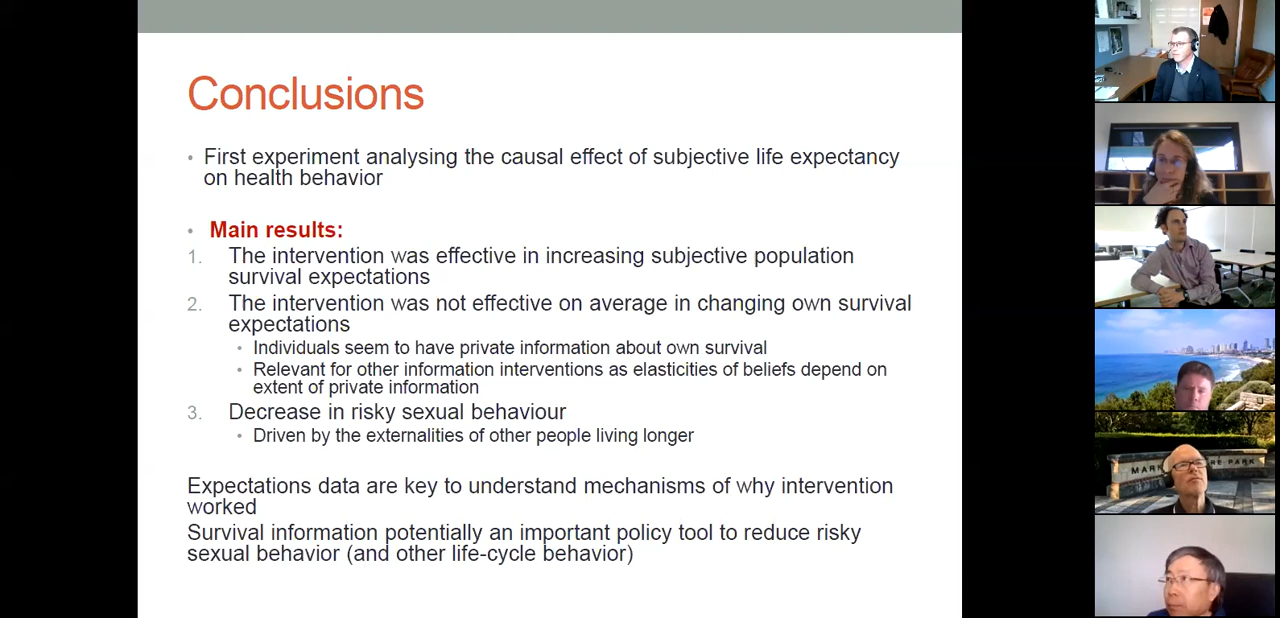 Conclusions
• First experiment analysing the causal effect of subjective life expectancy
on health behavior
• Main results:
1. The intervention was effective in increasing subjective population
survival expectations
2. The intervention was not effective on average in changing own survival
expectations
• Individuals seem to have private information about own survival
• Relevant for other information interventions as elasticities of beliefs depend on
extent of private information
3. Decrease in risky sexual behaviour
• Driven by the externalities of other people living longer
Expectations data are key to understand mechanisms of why intervention
worked
Survival information potentially an important policy tool to reduce risky
sexual behavior (and other life-cycle behavior)
PARK